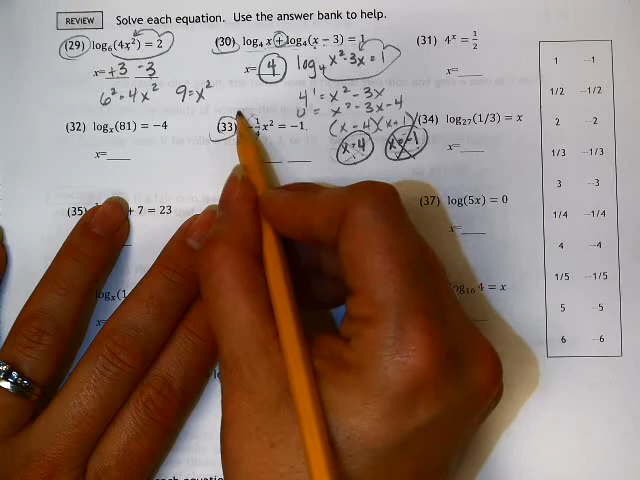 REVIEW Solve each equation. Use the answer bank to help.
(29) log₆(4x²) = 2
x= +3 -3
6² = 4x² 9 = x²
(30) log₄ x + log₄(x − 3) = 1
x= 4 log₄ x²-3x = 1
4¹ = x² - 3x
0 = x² - 3x - 4
(x - 4)(x + 1)
x=4 x=-1
(31) 4ˣ = 1/2
x=
(32) logₓ(81) = −4
x=
(33) x² = −1
(34) log₂₇(1/3) = x
x=
(35) + 7 = 23
logₓ(1
x=
(37) log(5x) = 0
x=
4 = x
x=
1 −1
1/2 −1/2
2 −2
1/3 −1/3
3 −3
1/4 −1/4
4 −4
1/5 −1/5
5 −5
6 −6